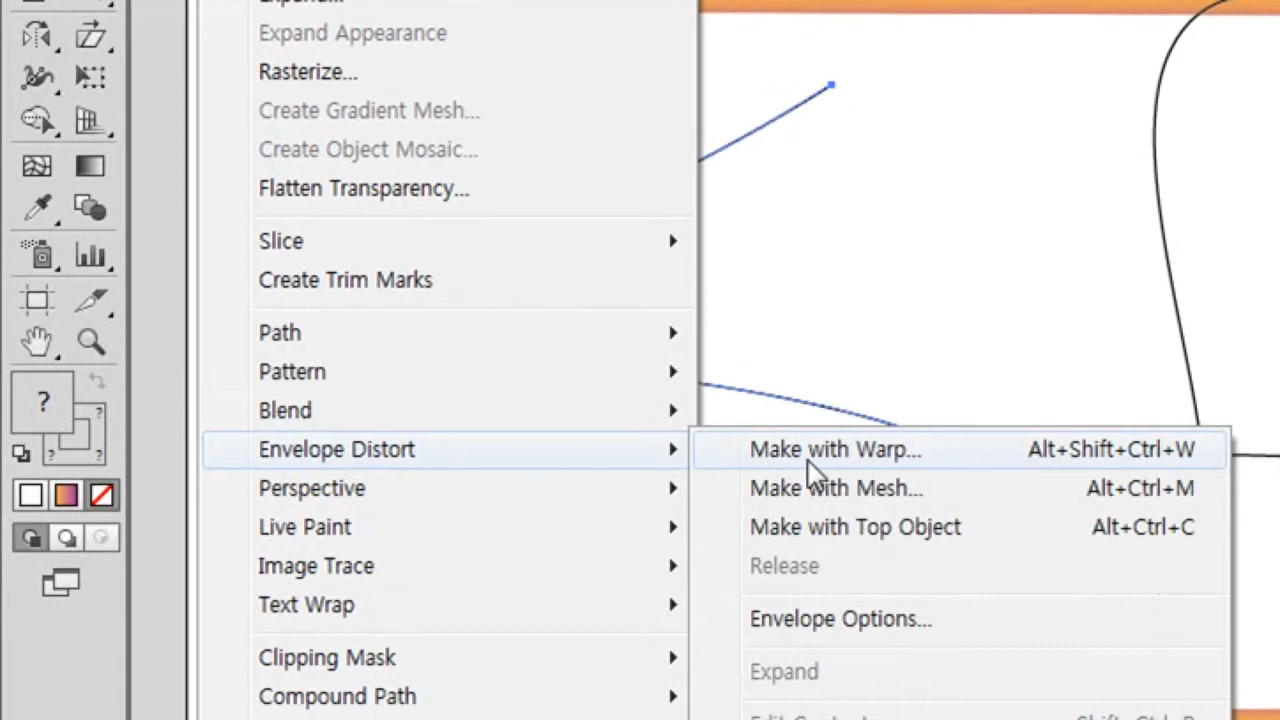 Expand...
Expand Appearance
Rasterize...
Create Gradient Mesh...
Create Object Mosaic...
Flatten Transparency...
Slice
Create Trim Marks
Path
Pattern
Blend
Envelope Distort
Perspective
Live Paint
Image Trace
Text Wrap
Clipping Mask
Compound Path
Make with Warp... Alt+Shift+Ctrl+W
Make with Mesh... Alt+Ctrl+M
Make with Top Object Alt+Ctrl+C
Release
Envelope Options...
Expand
?
?
?
?